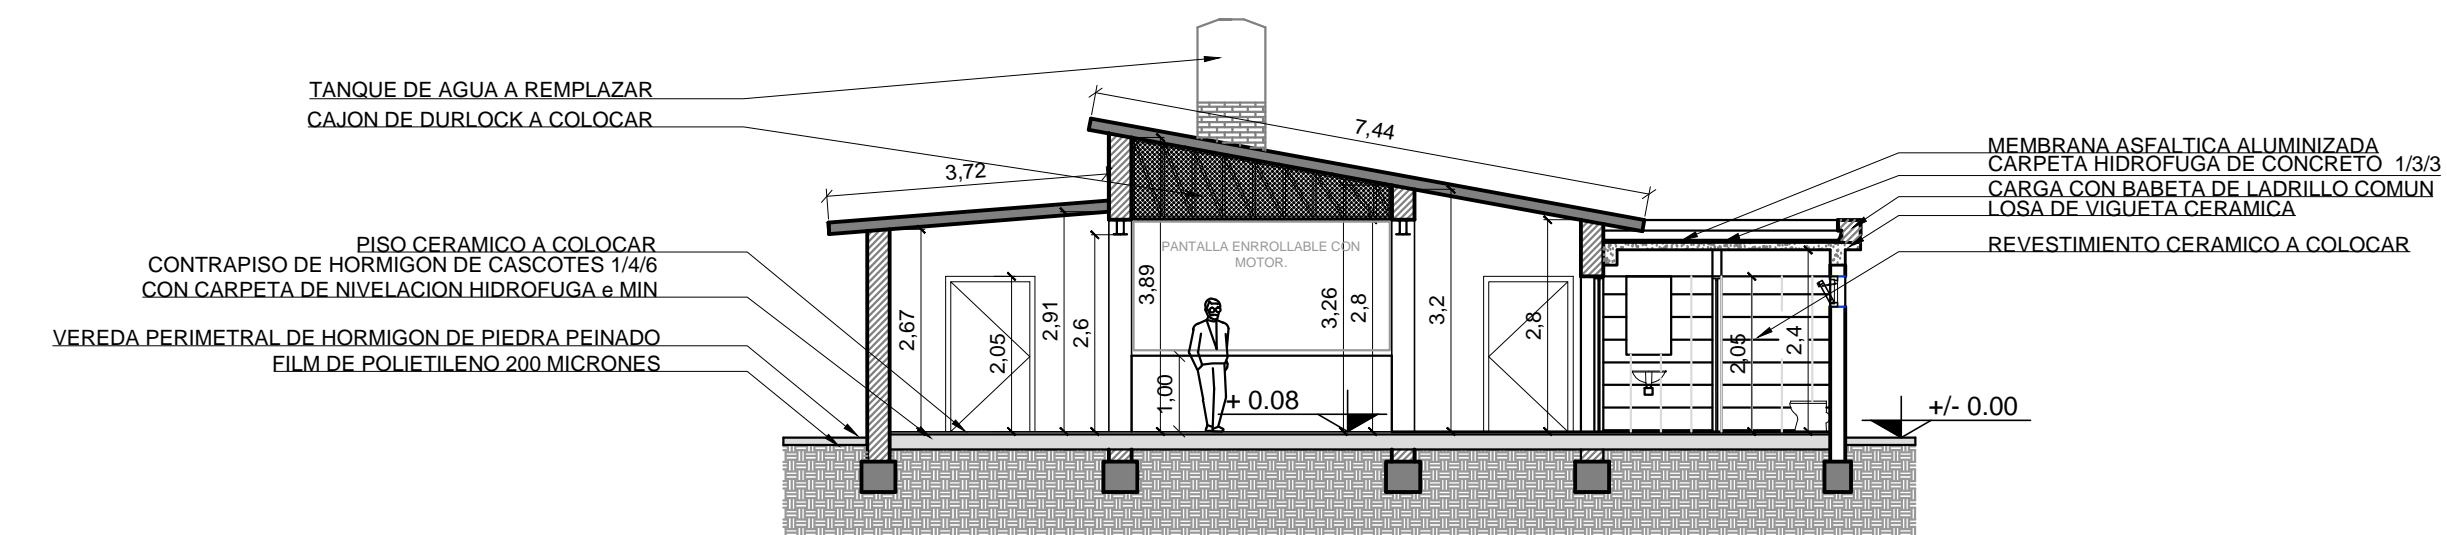 TANQUE DE AGUA A REMPLAZAR
CAJON DE DURLOCK A COLOCAR
7,44
3,72
MEMBRANA ASFALTICA ALUMINIZADA
CARPETA HIDROFUGA DE CONCRETO 1/3/3
CARGA CON BABETA DE LADRILLO COMUN
LOSA DE VIGUETA CERAMICA
REVESTIMIENTO CERAMICO A COLOCAR
PISO CERAMICO A COLOCAR
CONTRAPISO DE HORMIGON DE CASCOTES 1/4/6
CON CARPETA DE NIVELACION HIDROFUGA e MIN
VEREDA PERIMETRAL DE HORMIGON DE PIEDRA PEINADO
FILM DE POLIETILENO 200 MICRONES
PANTALLA ENRROLLABLE CON
MOTOR.
2,67
2,05
2,91
2,6
3,89
1,00
3,26
2,8
3,2
2,8
2,05
2,4
+ 0.08
+/- 0.00